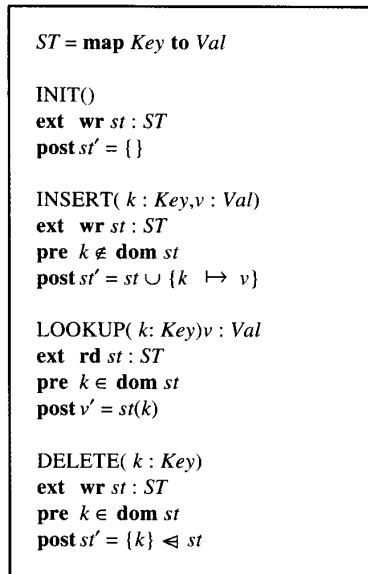 ST = map Key to Val
INIT()
ext wr st : ST
post st′ = { }
INSERT( k : Key,v : Val)
ext wr st : ST
pre k ∉ dom st
post st′ = st ∪ {k ↦ v}
LOOKUP( k: Key)v : Val
ext rd st : ST
pre k ∈ dom st
post v′ = st(k)
DELETE( k : Key)
ext wr st : ST
pre k ∈ dom st
post st′ = {k} ⩤ st